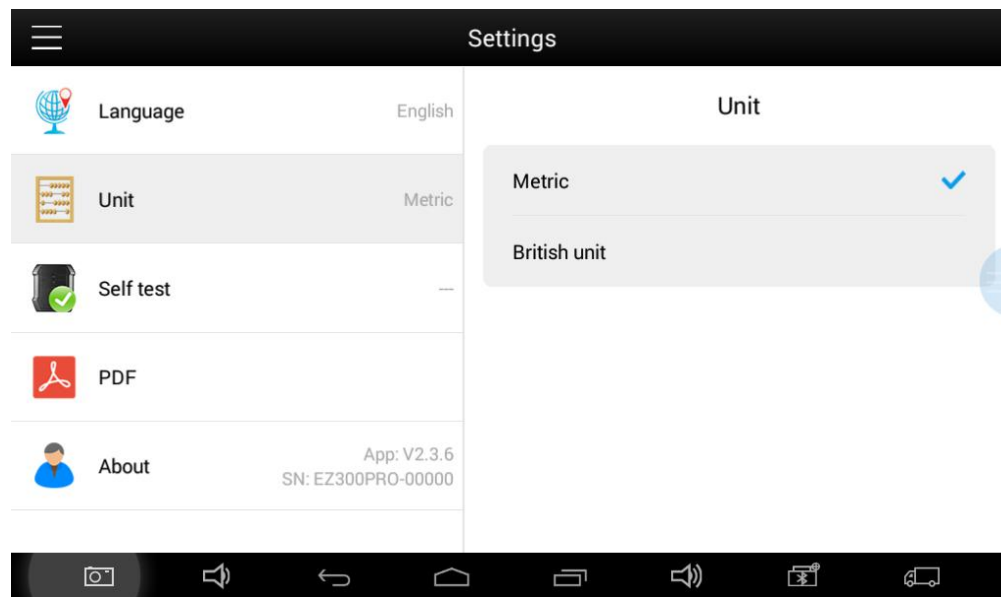 Settings
Language
English
Unit
Metric
Self test
---
PDF
About
App: V2.3.6
SN: EZ300PRO-00000
Unit
Metric
British unit